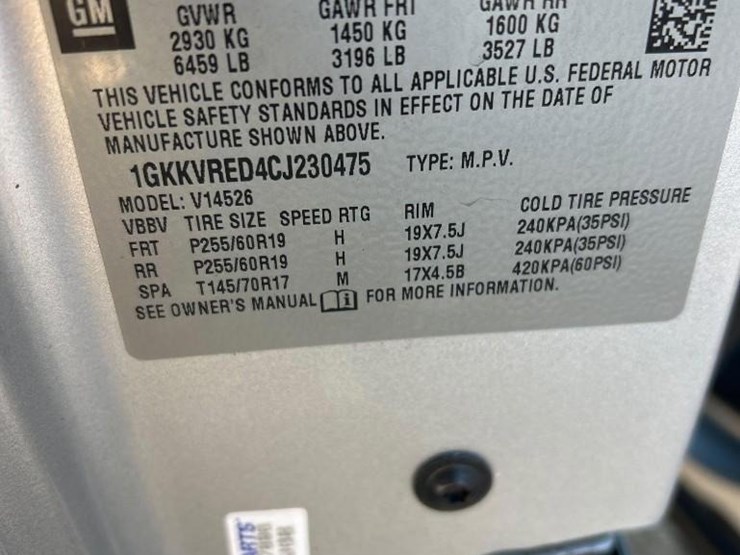 GM
GVWR GAWR FRT GAWR RR
2930 KG 1450 KG 1600 KG
6459 LB 3196 LB 3527 LB
THIS VEHICLE CONFORMS TO ALL APPLICABLE U.S. FEDERAL MOTOR
VEHICLE SAFETY STANDARDS IN EFFECT ON THE DATE OF
MANUFACTURE SHOWN ABOVE.
1GKKVRED4CJ230475 TYPE: M.P.V.
MODEL: V14526
VBBV TIRE SIZE SPEED RTG RIM COLD TIRE PRESSURE
FRT P255/60R19 H 19X7.5J 240KPA(35PSI)
RR P255/60R19 H 19X7.5J 240KPA(35PSI)
SPA T145/70R17 M 17X4.5B 420KPA(60PSI)
SEE OWNER'S MANUAL i FOR MORE INFORMATION.
ARTS